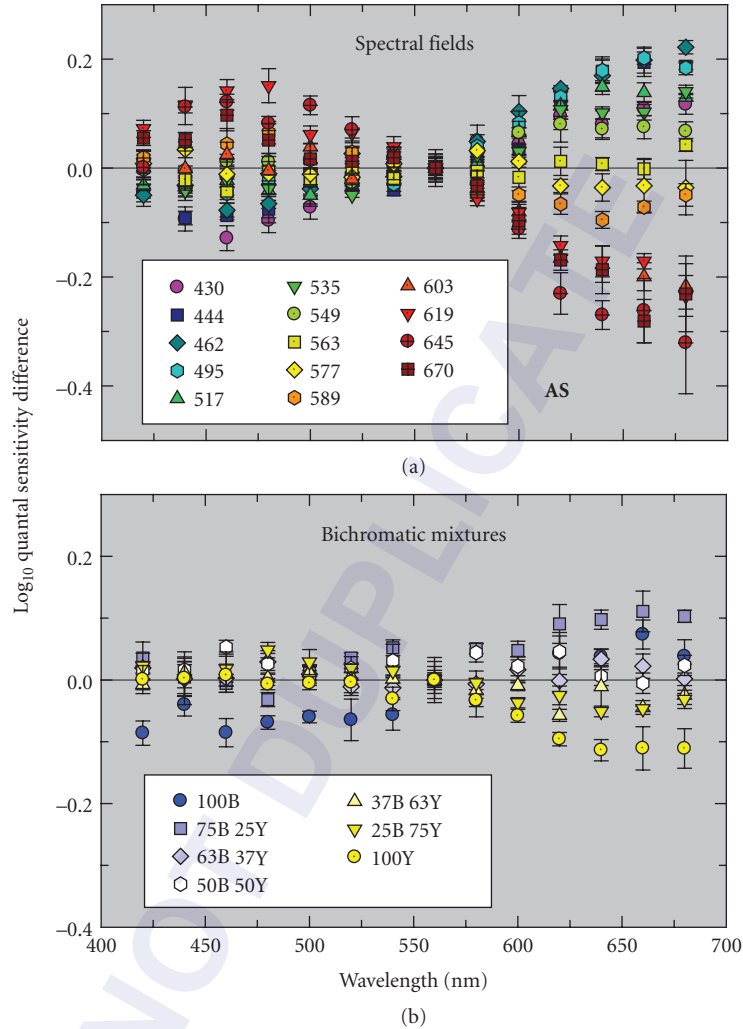 Log10 quantal sensitivity difference
0.2
0.0
−0.2
−0.4
Spectral fields
430
444
462
495
517
535
549
563
577
589
603
619
645
670
AS
(a)
0.2
0.0
−0.2
−0.4
Bichromatic mixtures
100B
75B 25Y
63B 37Y
50B 50Y
37B 63Y
25B 75Y
100Y
400
450
500
550
600
650
700
Wavelength (nm)
(b)
NOT DUPLICATE